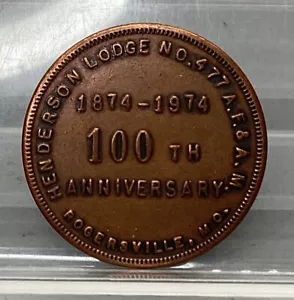 HENDERSON LODGE NO. 477 A.F. & A.M.
1874-1974
100 TH
ANNIVERSARY
ROGERSVILLE, MO.